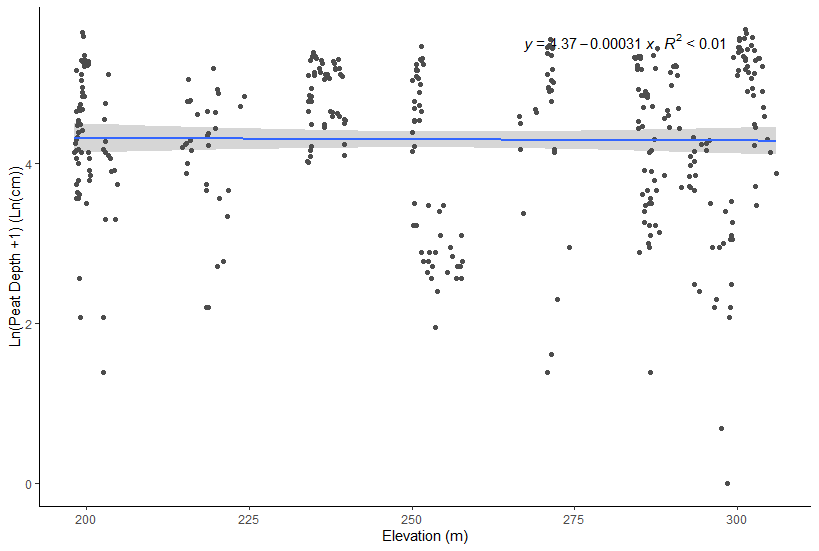 y = 4.37 – 0.00031 x, R² < 0.01
Ln(Peat Depth +1) (Ln(cm))
4
2
0
200 225 250 275 300
Elevation (m)